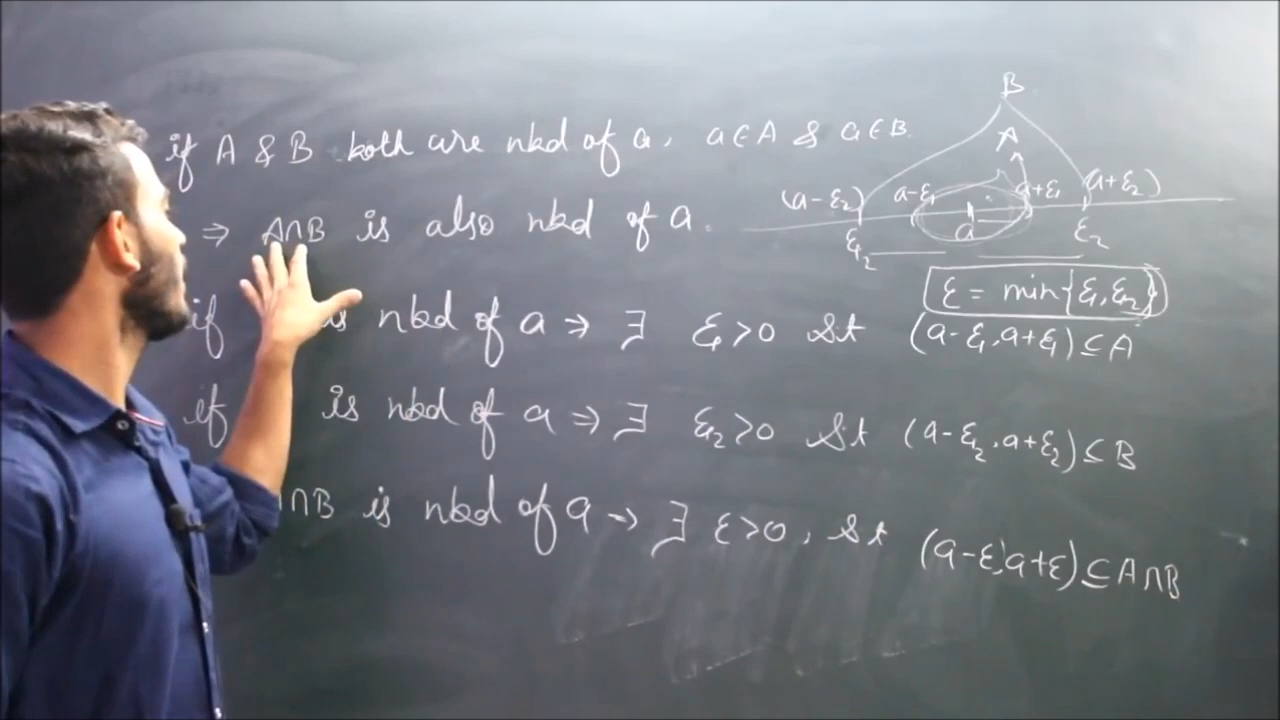 if A & B both are nbd of a, a∈A & a∈B
⇒ A∩B is also nbd of a.
if is nbd of a ⇒ ∃ ε₁>0 St (a-ε₁, a+ε₁)⊆A
if is nbd of a ⇒ ∃ ε₂>0 St (a-ε₂, a+ε₂)⊆B
∩B is nbd of a ⇒ ∃ ε>0, St (a-ε, a+ε)⊆A∩B
B
A
(a-ε₂) a-ε₁ a+ε₁ (a+ε₂)
ε₂ a ε₂
ε = min{ε₁, ε₂}